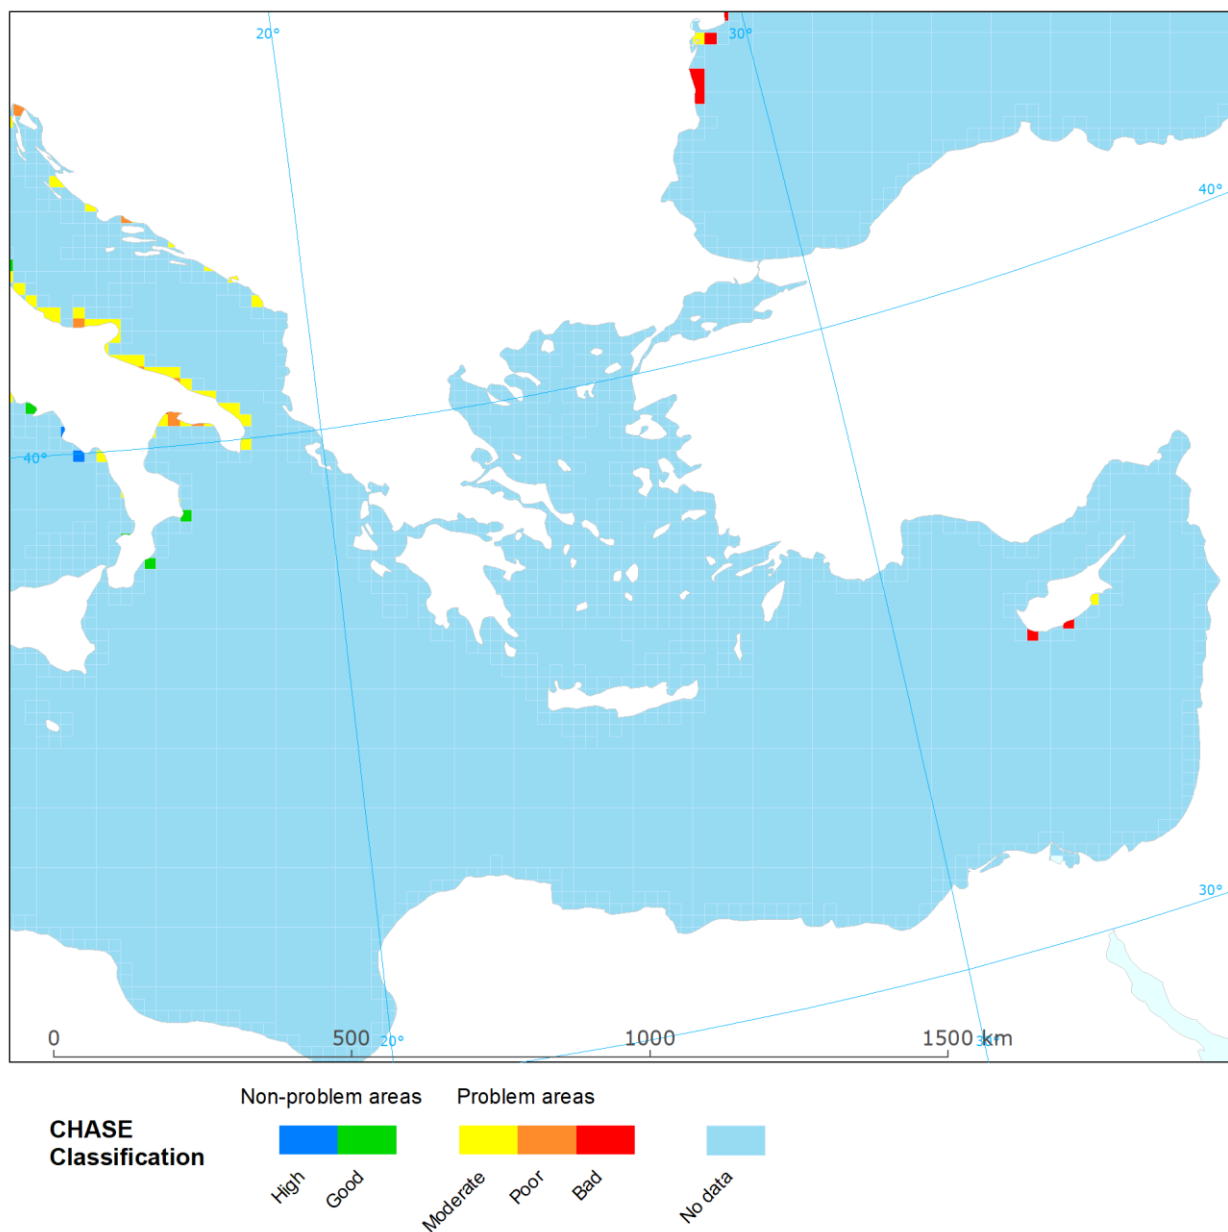 20°
30°
40°
40°
30°
0 500 1000 1500 km
20° 30°
Non-problem areas Problem areas
CHASE
Classification
High Good Moderate Poor Bad No data